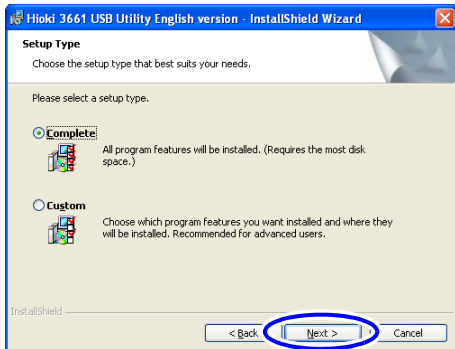 Hioki 3661 USB Utility English version - InstallShield Wizard
Setup Type
Choose the setup type that best suits your needs.
Please select a setup type.
Complete
All program features will be installed. (Requires the most disk
space.)
Custom
Choose which program features you want installed and where they
will be installed. Recommended for advanced users.
InstallShield
< Back Next > Cancel